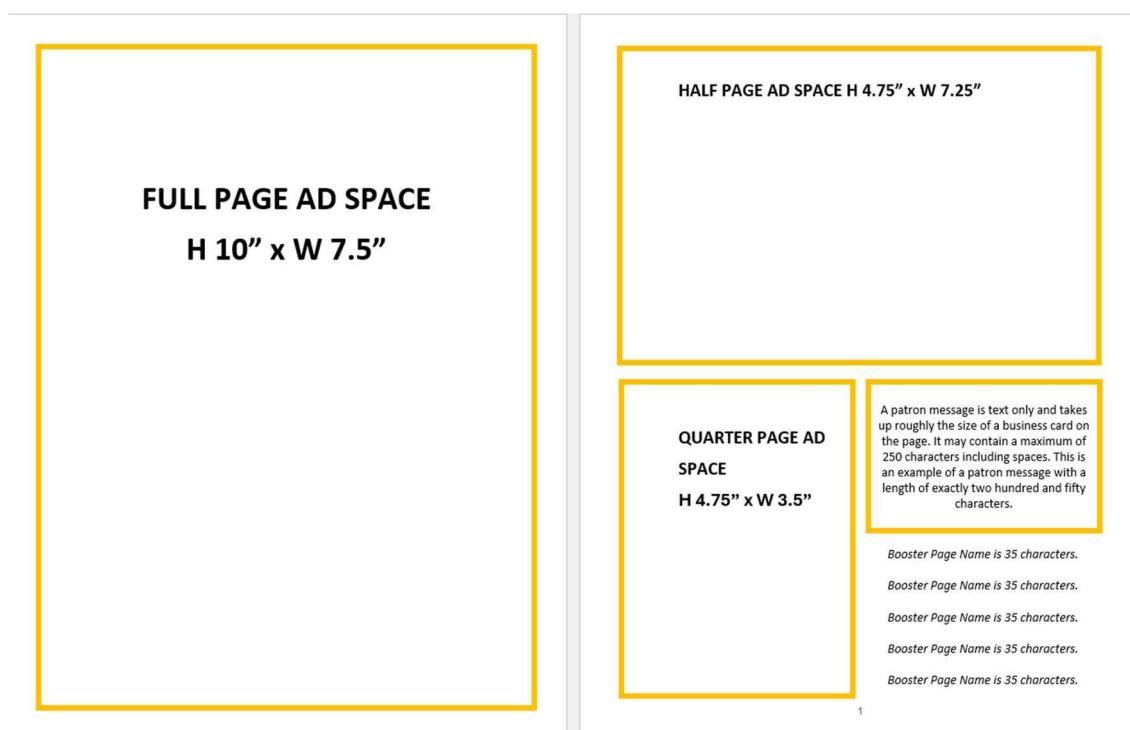 FULL PAGE AD SPACE
H 10” x W 7.5”
HALF PAGE AD SPACE H 4.75” x W 7.25”
QUARTER PAGE AD
SPACE
H 4.75” x W 3.5”
A patron message is text only and takes
up roughly the size of a business card on
the page. It may contain a maximum of
250 characters including spaces. This is
an example of a patron message with a
length of exactly two hundred and fifty
characters.
Booster Page Name is 35 characters.
Booster Page Name is 35 characters.
Booster Page Name is 35 characters.
Booster Page Name is 35 characters.
Booster Page Name is 35 characters.
1